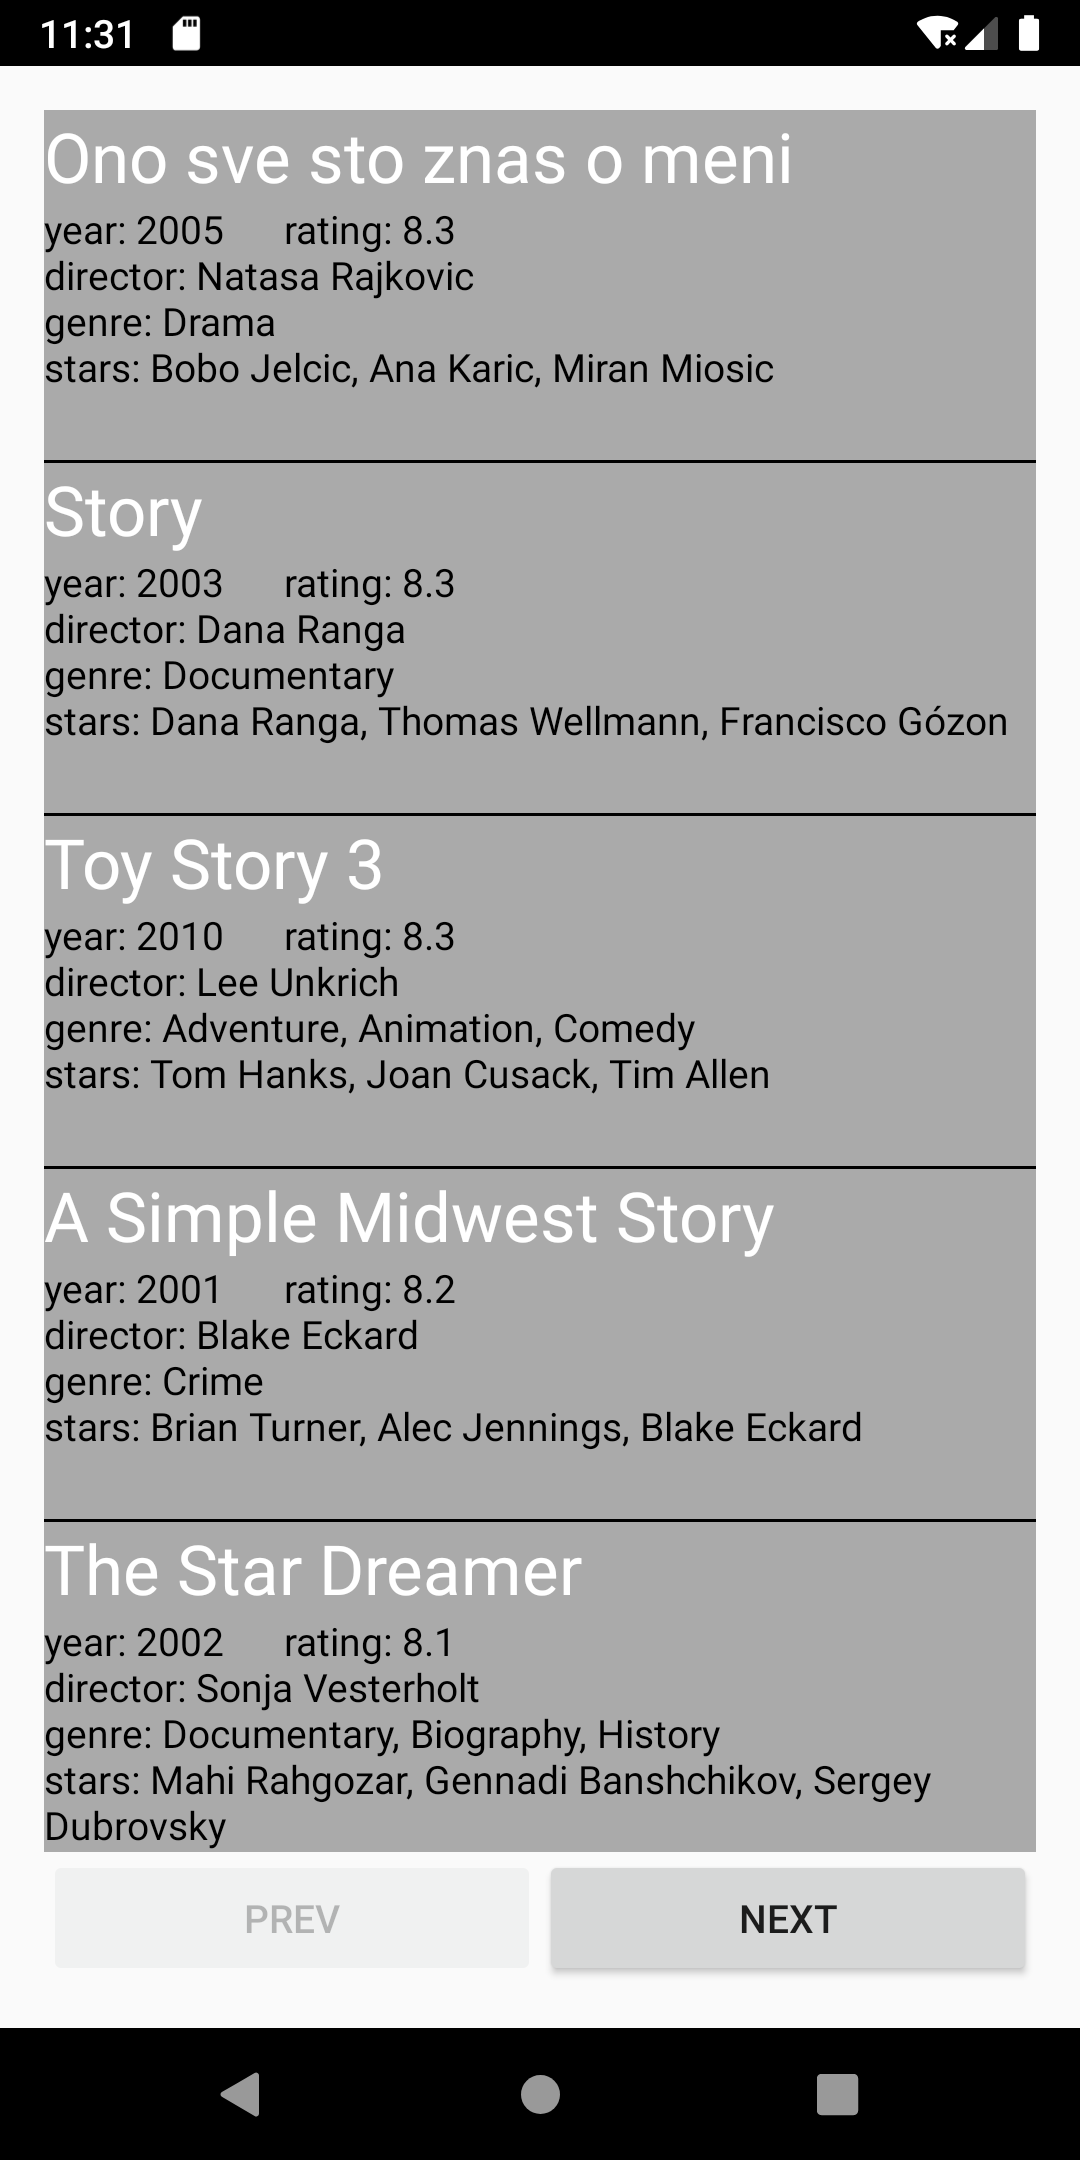 11:31
Ono sve sto znas o meni
year: 2005 rating: 8.3
director: Natasa Rajkovic
genre: Drama
stars: Bobo Jelcic, Ana Karic, Miran Miosic
Story
year: 2003 rating: 8.3
director: Dana Ranga
genre: Documentary
stars: Dana Ranga, Thomas Wellmann, Francisco Gózon
Toy Story 3
year: 2010 rating: 8.3
director: Lee Unkrich
genre: Adventure, Animation, Comedy
stars: Tom Hanks, Joan Cusack, Tim Allen
A Simple Midwest Story
year: 2001 rating: 8.2
director: Blake Eckard
genre: Crime
stars: Brian Turner, Alec Jennings, Blake Eckard
The Star Dreamer
year: 2002 rating: 8.1
director: Sonja Vesterholt
genre: Documentary, Biography, History
stars: Mahi Rahgozar, Gennadi Banshchikov, Sergey
Dubrovsky
PREV NEXT